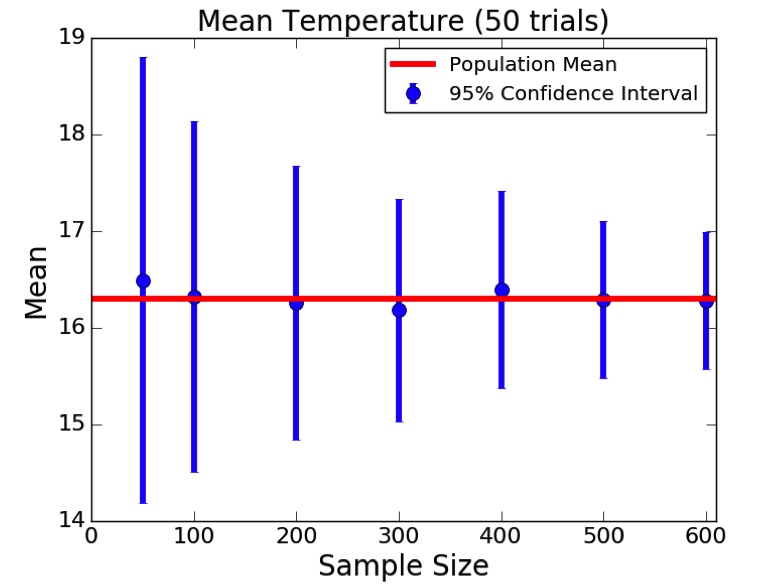 Mean Temperature (50 trials)
Population Mean
95% Confidence Interval
19
18
17
16
15
14
Mean
0 100 200 300 400 500 600
Sample Size